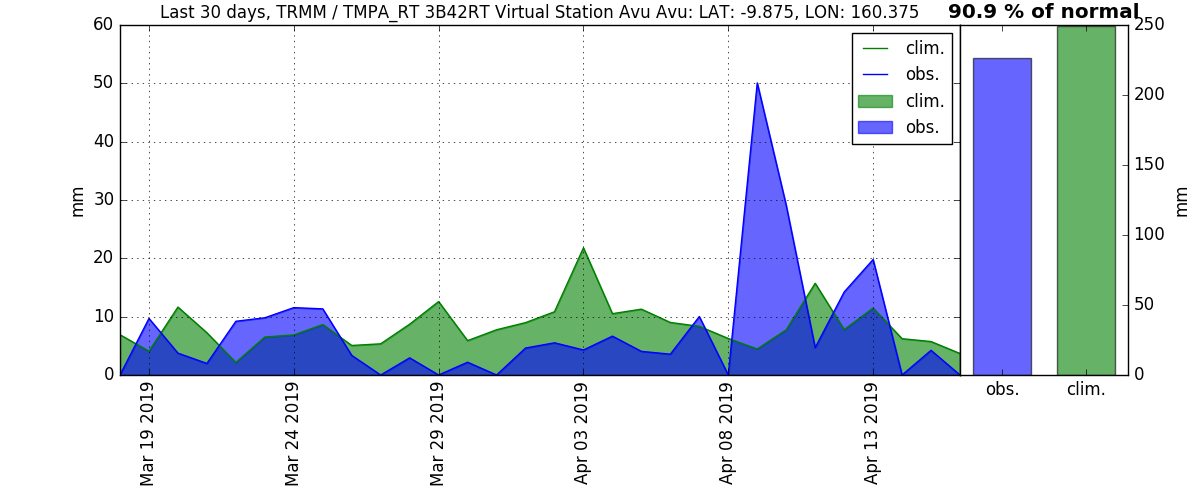 Last 30 days, TRMM / TMPA_RT 3B42RT Virtual Station Avu Avu: LAT: -9.875, LON: 160.375
90.9 % of normal
60
50
40
30
20
10
0
mm
clim.
obs.
clim.
obs.
250
200
150
100
50
0
mm
obs.
clim.
Mar 19 2019
Mar 24 2019
Mar 29 2019
Apr 03 2019
Apr 08 2019
Apr 13 2019